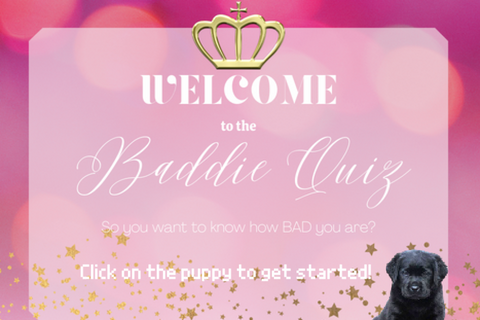 WELCOME
to the
Baddie Quiz
So you want to know how BAD you are?
Click on the puppy to get started!